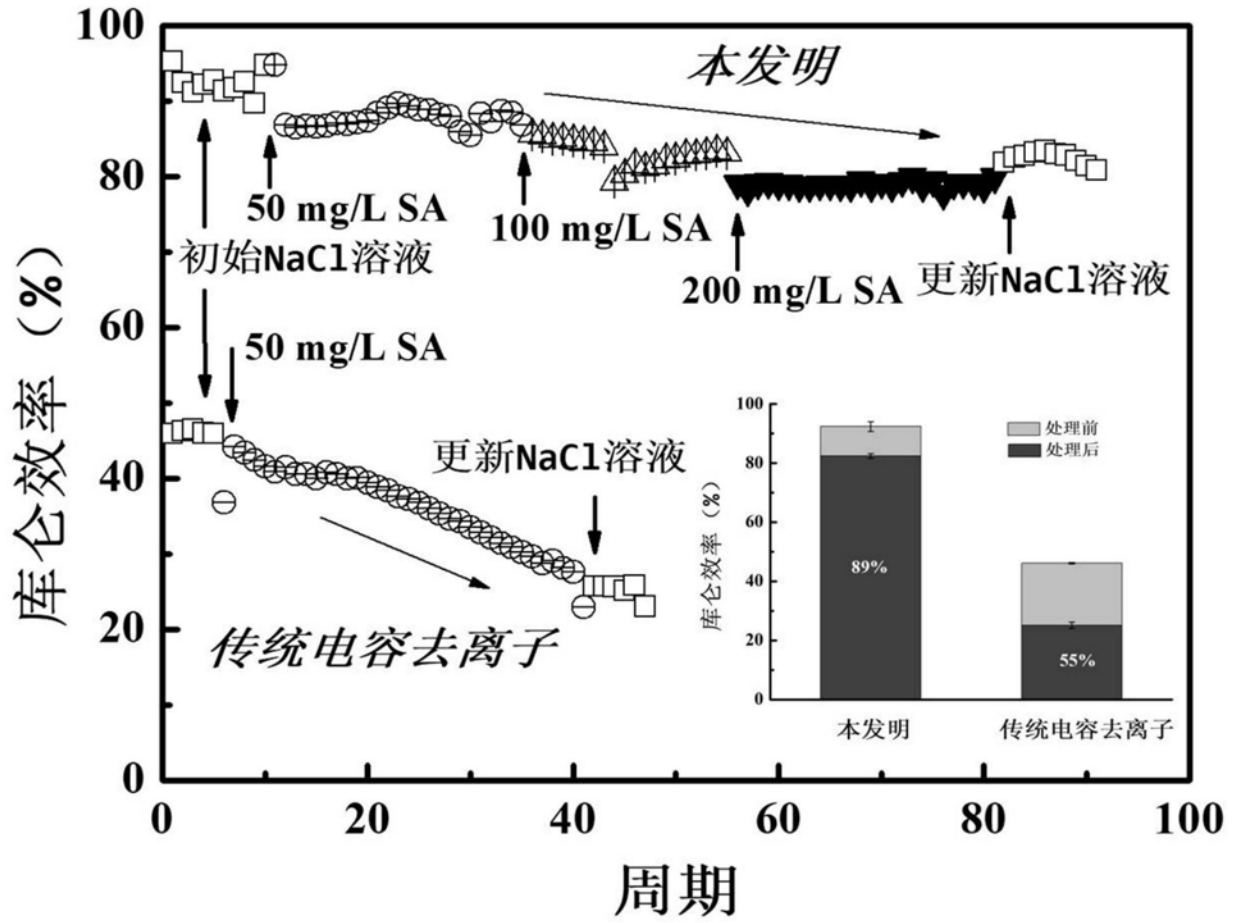 100
80
60
40
20
0
库仑效率（%）
0
20
40
60
80
100
周期
本发明
50 mg/L SA
100 mg/L SA
初始NaCl溶液
200 mg/L SA
更新NaCl溶液
50 mg/L SA
更新NaCl溶液
传统电容去离子
100
80
60
40
20
0
库仑效率（%）
处理前
处理后
89%
55%
本发明
传统电容去离子